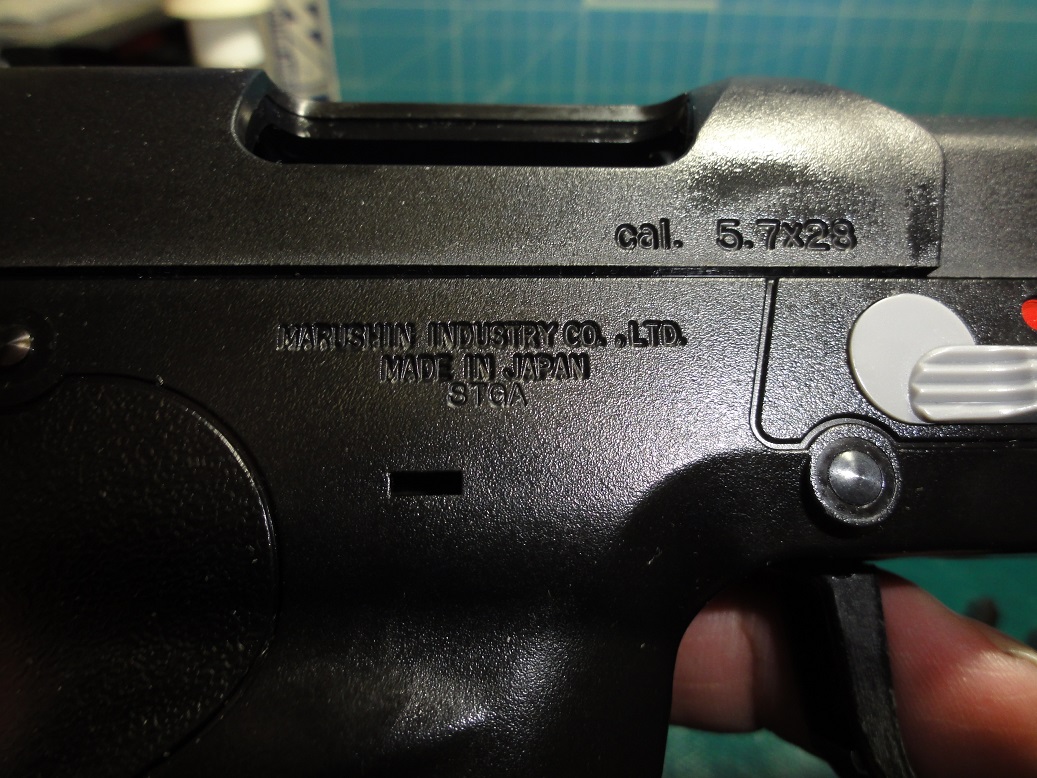 cal. 5.7x28
MARUSHIN INDUSTRY CO.,LTD.
MADE IN JAPAN
STGA